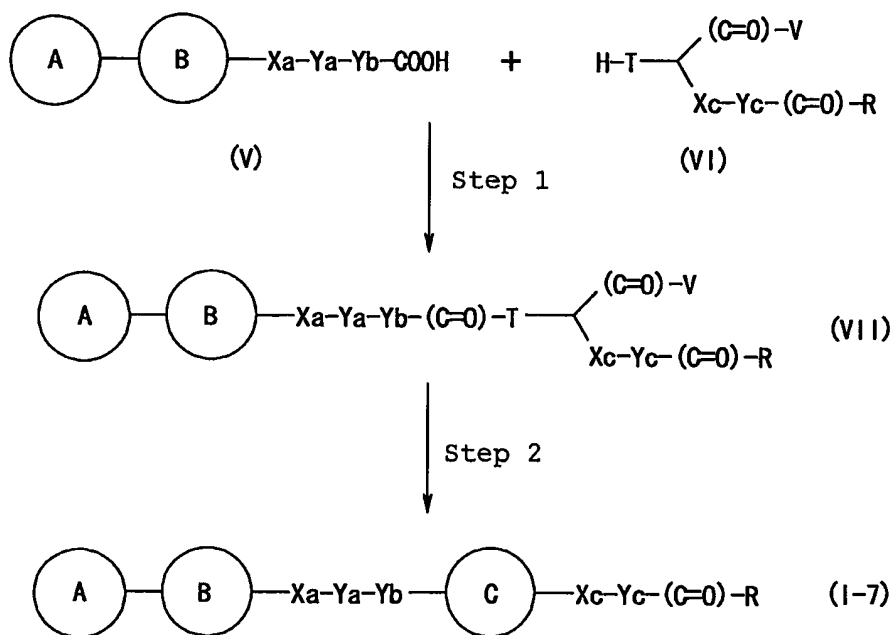 A B -Xa-Ya-Yb-COOH + H-T (C=O)-V
Xc-Yc-(C=O)-R
(V) (VI)
Step 1
A B -Xa-Ya-Yb-(C=O)-T (C=O)-V
Xc-Yc-(C=O)-R (VII)
Step 2
A B -Xa-Ya-Yb- C -Xc-Yc-(C=O)-R (I-7)